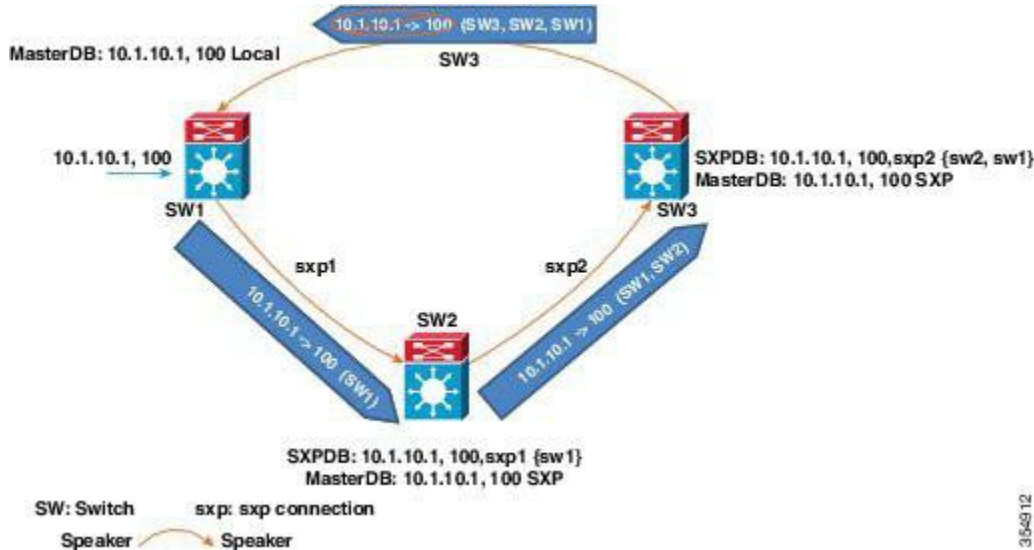 10.1.10.1 -> 100 (SW3, SW2, SW1)
MasterDB: 10.1.10.1, 100 Local
SW3
10.1.10.1, 100
SXPDB: 10.1.10.1, 100,sxp2 {sw2, sw1}
MasterDB: 10.1.10.1, 100 SXP
SW1
SW3
sxp1
sxp2
10.1.10.1 -> 100 (SW1)
10.1.10.1 -> 100 (SW1, SW2)
SW2
SXPDB: 10.1.10.1, 100,sxp1 {sw1}
MasterDB: 10.1.10.1, 100 SXP
SW: Switch sxp: sxp connection
Speaker Speaker
354912